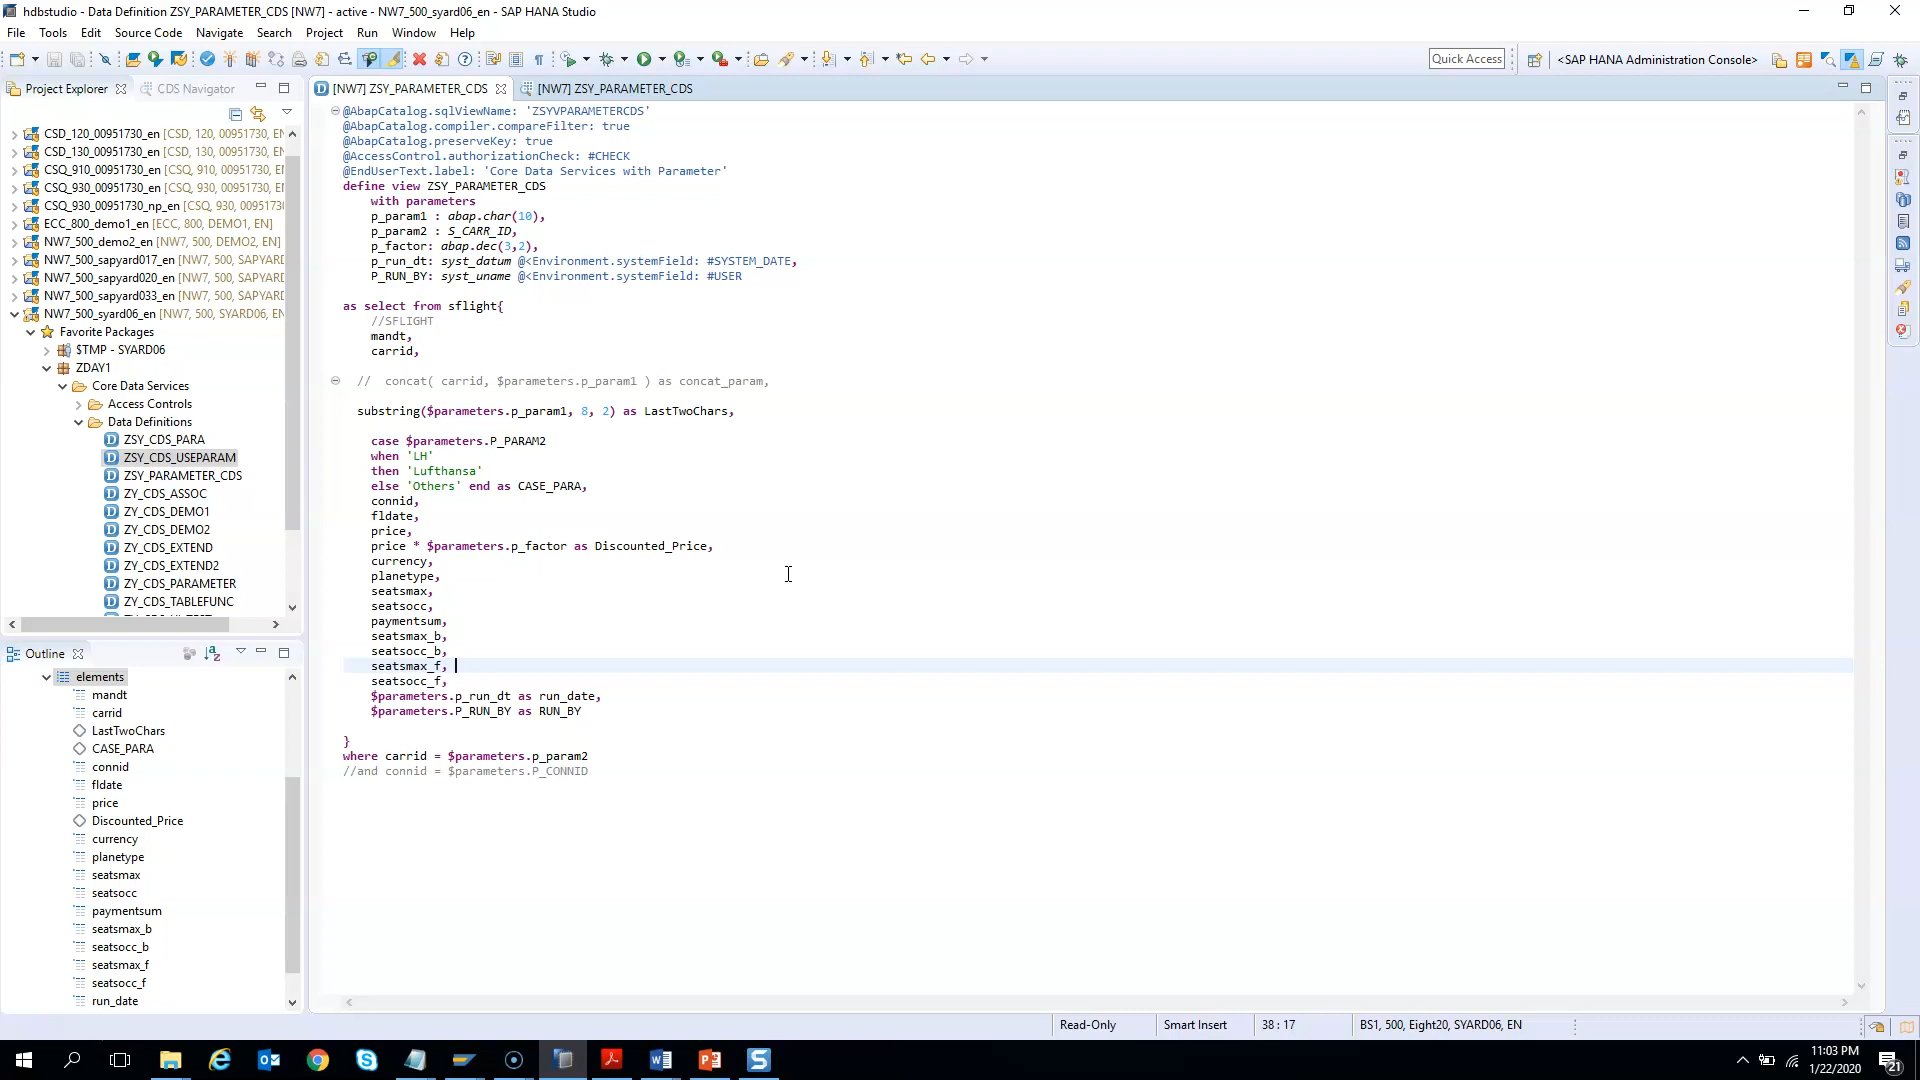 hdbstudio - Data Definition ZSY_PARAMETER_CDS [NW7] - active - NW7_500_syard06_en - SAP HANA Studio
File Tools Edit Source Code Navigate Search Project Run Window Help
Quick Access
<SAP HANA Administration Console>
Project Explorer
CDS Navigator
[NW7] ZSY_PARAMETER_CDS
[NW7] ZSY_PARAMETER_CDS
CSD_120_00951730_en [CSD, 120, 00951730, EN
CSD_130_00951730_en [CSD, 130, 00951730, EN
CSQ_910_00951730_en [CSQ, 910, 00951730, EN
CSQ_930_00951730_en [CSQ, 930, 00951730, EN
CSQ_930_00951730_np_en [CSQ, 930, 0095173
ECC_800_demo1_en [ECC, 800, DEMO1, EN]
NW7_500_demo2_en [NW7, 500, DEMO2, EN]
NW7_500_sapyard017_en [NW7, 500, SAPYARD
NW7_500_sapyard020_en [NW7, 500, SAPYARD
NW7_500_sapyard033_en [NW7, 500, SAPYARD
NW7_500_syard06_en [NW7, 500, SYARD06, EN
Favorite Packages
$TMP - SYARD06
ZDAY1
Core Data Services
Access Controls
Data Definitions
ZSY_CDS_PARA
ZSY_CDS_USEPARAM
ZSY_PARAMETER_CDS
ZY_CDS_ASSOC
ZY_CDS_DEMO1
ZY_CDS_DEMO2
ZY_CDS_EXTEND
ZY_CDS_EXTEND2
ZY_CDS_PARAMETER
ZY_CDS_TABLEFUNC
Outline
elements
mandt
carrid
LastTwoChars
CASE_PARA
connid
fldate
price
Discounted_Price
currency
planetype
seatsmax
seatsocc
paymentsum
seatsmax_b
seatsocc_b
seatsmax_f
seatsocc_f
run_date
@AbapCatalog.sqlViewName: 'ZSYVPARAMETERCDS'
@AbapCatalog.compiler.compareFilter: true
@AbapCatalog.preserveKey: true
@AccessControl.authorizationCheck: #CHECK
@EndUserText.label: 'Core Data Services with Parameter'
define view ZSY_PARAMETER_CDS
with parameters
p_param1 : abap.char(10),
p_param2 : S_CARR_ID,
p_factor: abap.dec(3,2),
p_run_dt: syst_datum @<Environment.systemField: #SYSTEM_DATE,
P_RUN_BY: syst_uname @<Environment.systemField: #USER
as select from sflight{
//SFLIGHT
mandt,
carrid,
// concat( carrid, $parameters.p_param1 ) as concat_param,
substring($parameters.p_param1, 8, 2) as LastTwoChars,
case $parameters.P_PARAM2
when 'LH'
then 'Lufthansa'
else 'Others' end as CASE_PARA,
connid,
fldate,
price,
price * $parameters.p_factor as Discounted_Price,
currency,
planetype,
seatsmax,
seatsocc,
paymentsum,
seatsmax_b,
seatsocc_b,
seatsmax_f,
seatsocc_f,
$parameters.p_run_dt as run_date,
$parameters.P_RUN_BY as RUN_BY
}
where carrid = $parameters.p_param2
//and connid = $parameters.P_CONNID
Read-Only
Smart Insert
38 : 17
BS1, 500, Eight20, SYARD06, EN
11:03 PM
1/22/2020
21